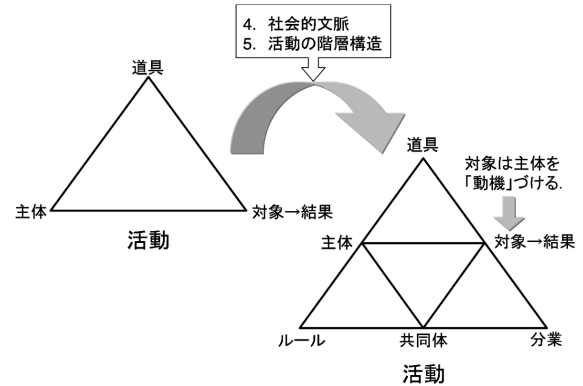 4. 社会的文脈
5. 活動の階層構造
道具
主体
対象→結果
活動
道具
対象は主体を
「動機」づける.
主体
対象→結果
ルール
共同体
分業
活動